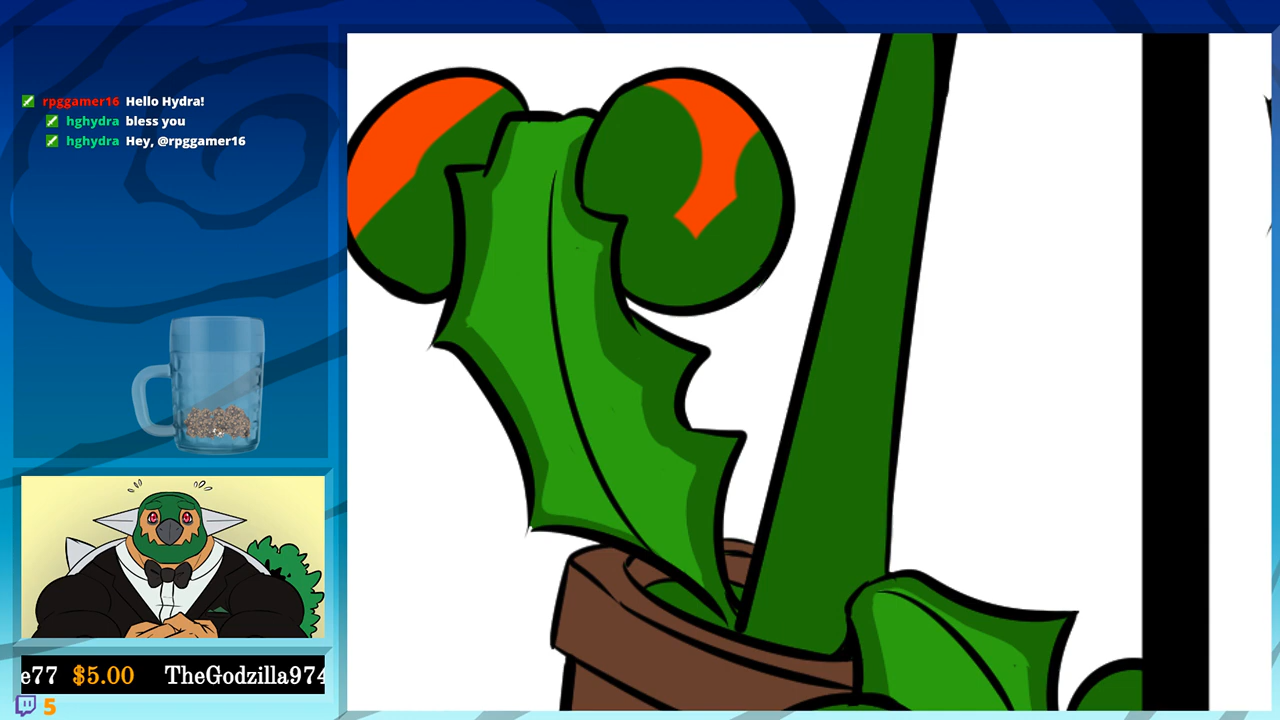 rpggamer16 Hello Hydra!
hghydra bless you
hghydra Hey, @rpggamer16
e77 $5.00 TheGodzilla974
5